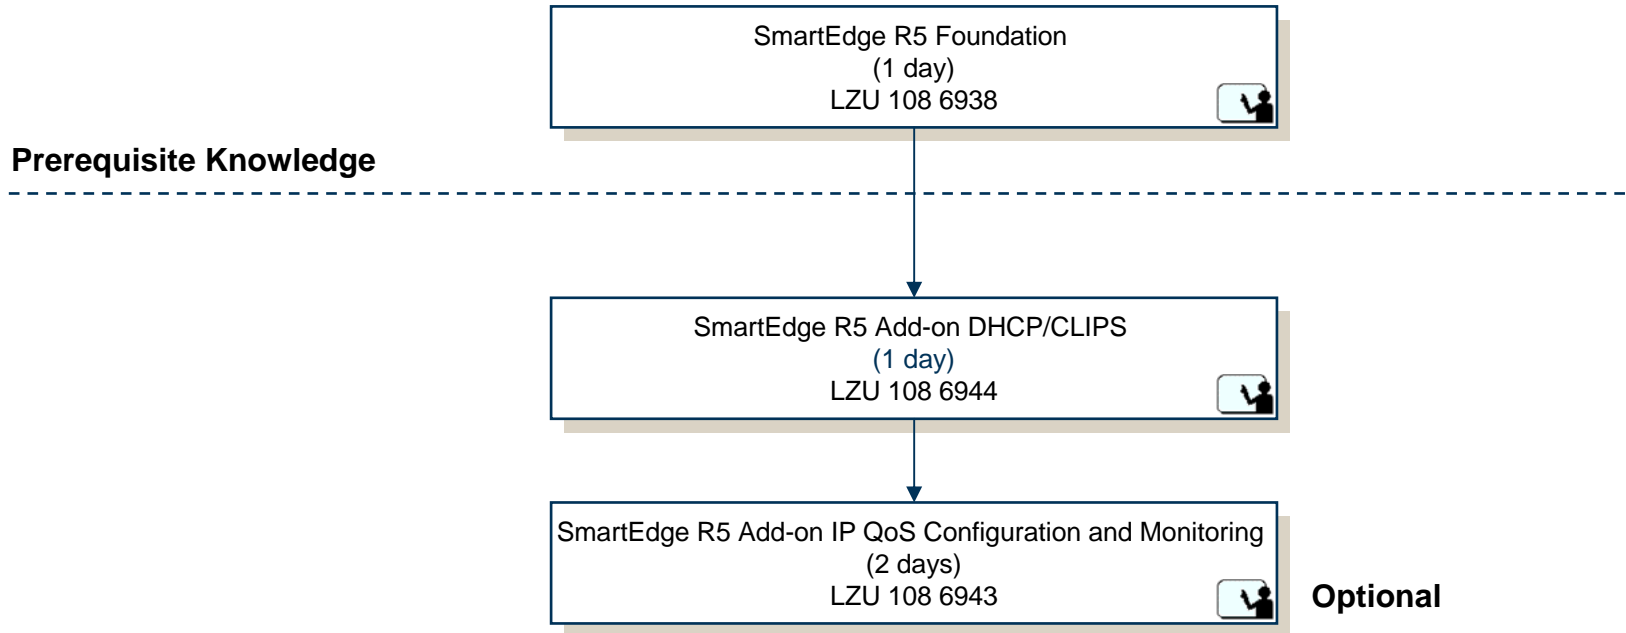 SmartEdge R5 Foundation
(1 day)
LZU 108 6938
Prerequisite Knowledge
SmartEdge R5 Add-on DHCP/CLIPS
(1 day)
LZU 108 6944
SmartEdge R5 Add-on IP QoS Configuration and Monitoring
(2 days)
LZU 108 6943
Optional